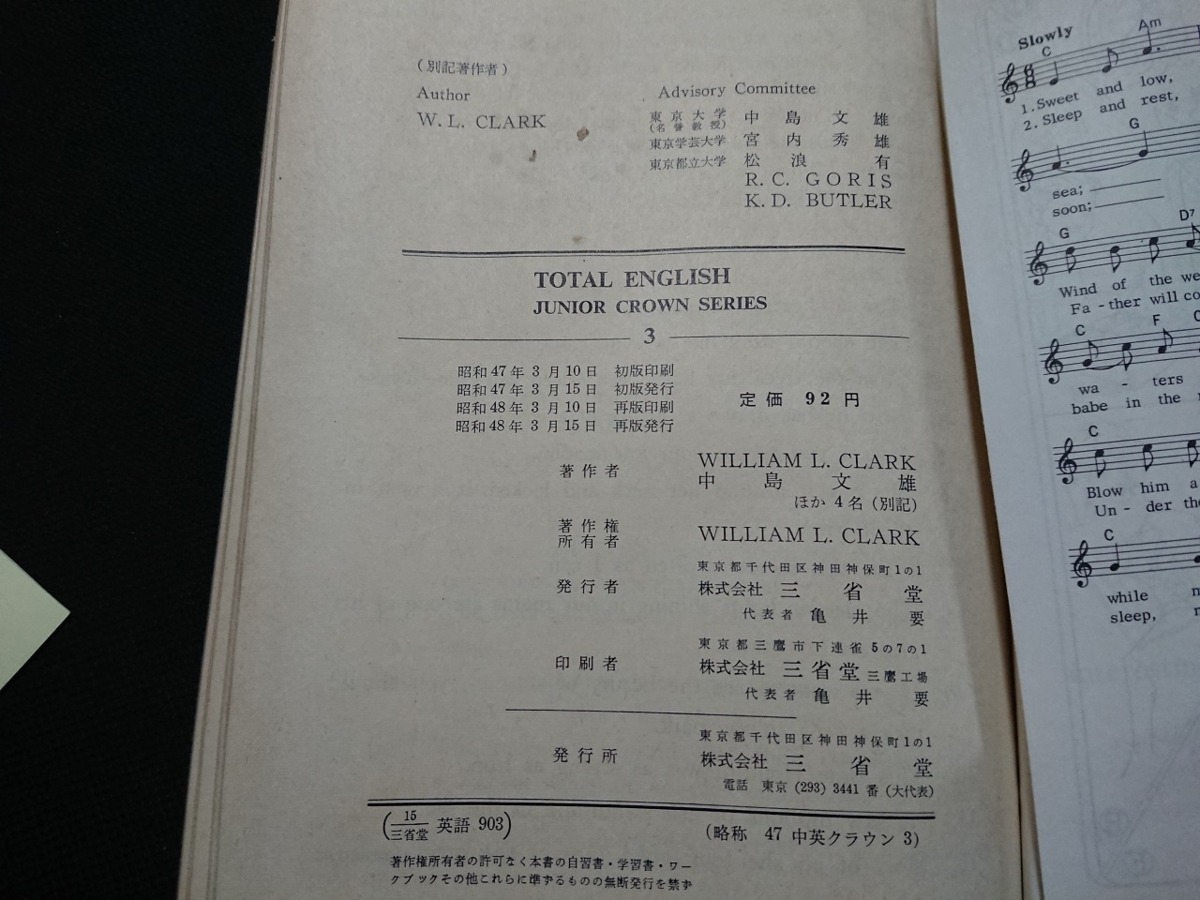 (別記著作者)
Author
W. L. CLARK
Advisory Committee
東京大学 (名誉教授) 中島文雄
東京学芸大学 宮内秀雄
東京都立大学 松浪有
R. C. GORIS
K. D. BUTLER
TOTAL ENGLISH
JUNIOR CROWN SERIES
3
昭和47年3月10日 初版印刷
昭和47年3月15日 初版発行
昭和48年3月10日 再版印刷
昭和48年3月15日 再版発行
定価 92円
著作者 WILLIAM L. CLARK
中島文雄
ほか4名(別記)
著作権所有者 WILLIAM L. CLARK
東京都千代田区神田神保町1の1
発行者 株式会社 三省堂
代表者 亀井要
東京都三鷹市下連雀5の7の1
印刷者 株式会社 三省堂 三鷹工場
代表者 亀井要
東京都千代田区神田神保町1の1
発行所 株式会社 三省堂
電話 東京(293)3441番(大代表)
(15 三省堂 英語 903)
(略称 47 中英クラウン 3)
著作権所有者の許可なく本書の自習書・学習書・ワー
クブックその他これらに準ずるものの無断発行を禁ず
Slowly
C Am
1. Sweet and low,
2. Sleep and rest,
G
sea;
soon;
G D7
Wind of the we
Fa - ther will co
C F
wa - ters
babe in the
C
Blow him a
Un - der the
C
while
sleep,